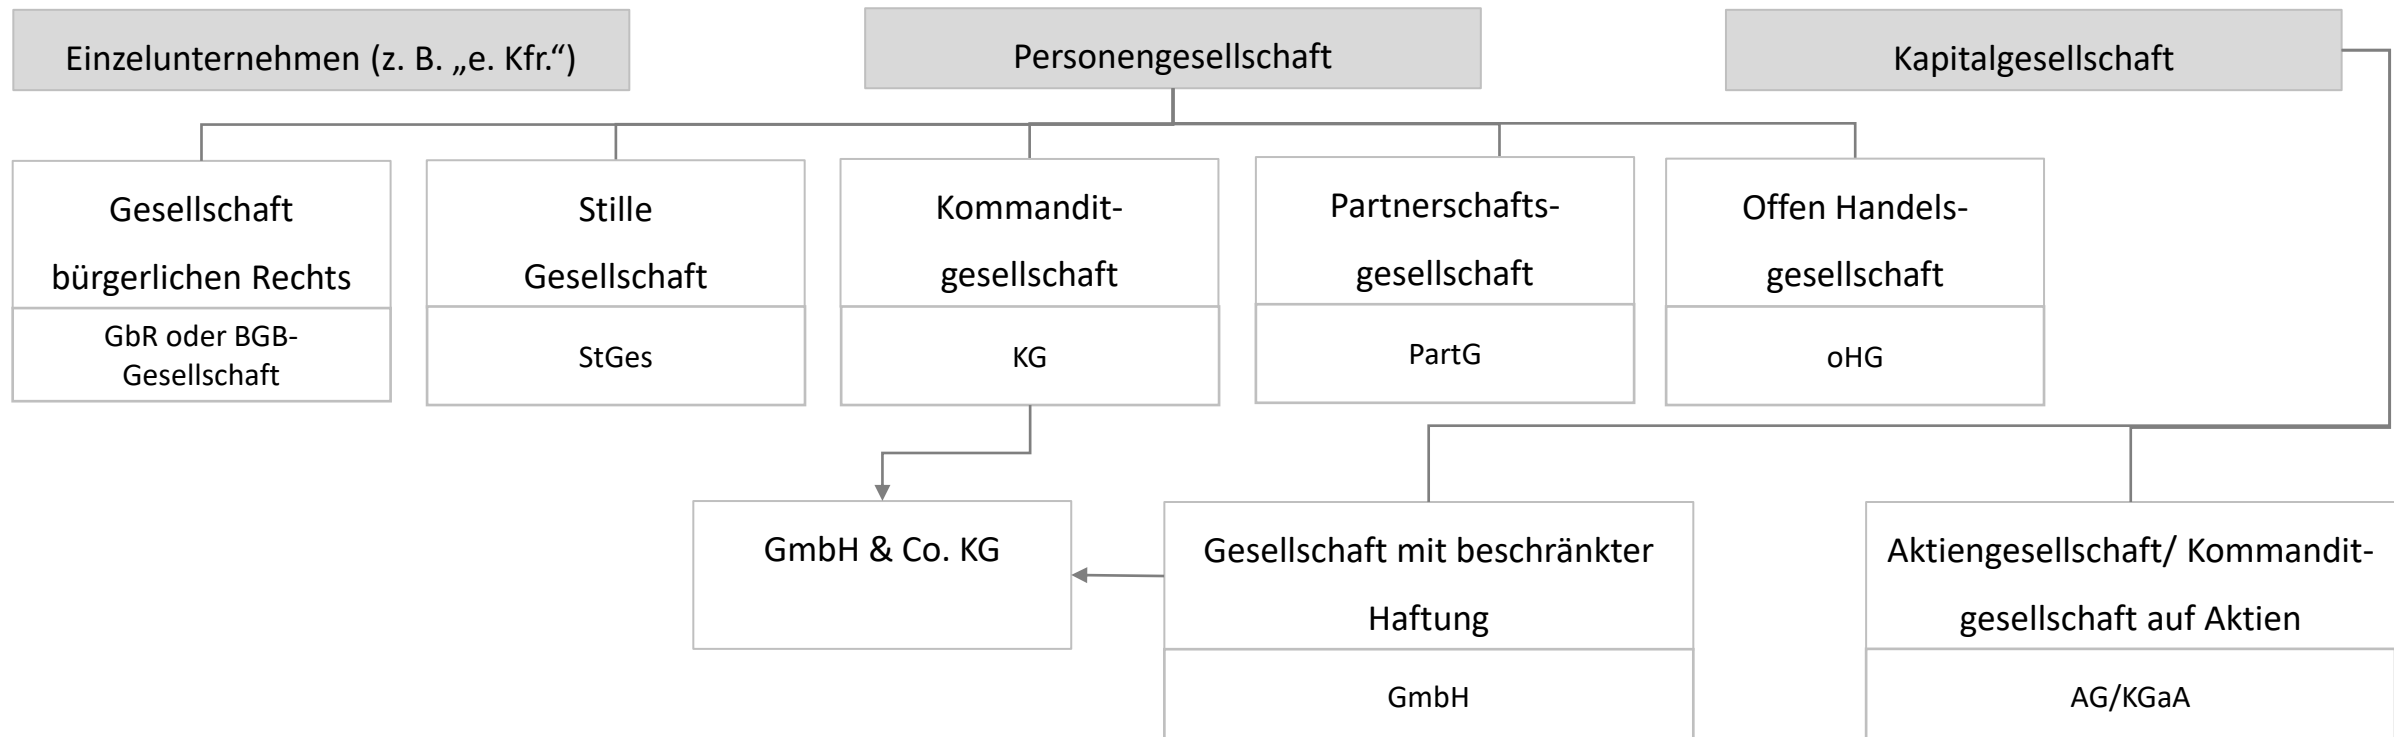 Einzelunternehmen (z. B. „e. Kfr.“)
Personengesellschaft
Kapitalgesellschaft
Gesellschaft
bürgerlichen Rechts
GbR oder BGB-
Gesellschaft
Stille
Gesellschaft
StGes
Kommandit-
gesellschaft
KG
Partnerschafts-
gesellschaft
PartG
Offen Handels-
gesellschaft
oHG
GmbH & Co. KG
Gesellschaft mit beschränkter
Haftung
GmbH
Aktiengesellschaft/ Kommandit-
gesellschaft auf Aktien
AG/KGaA